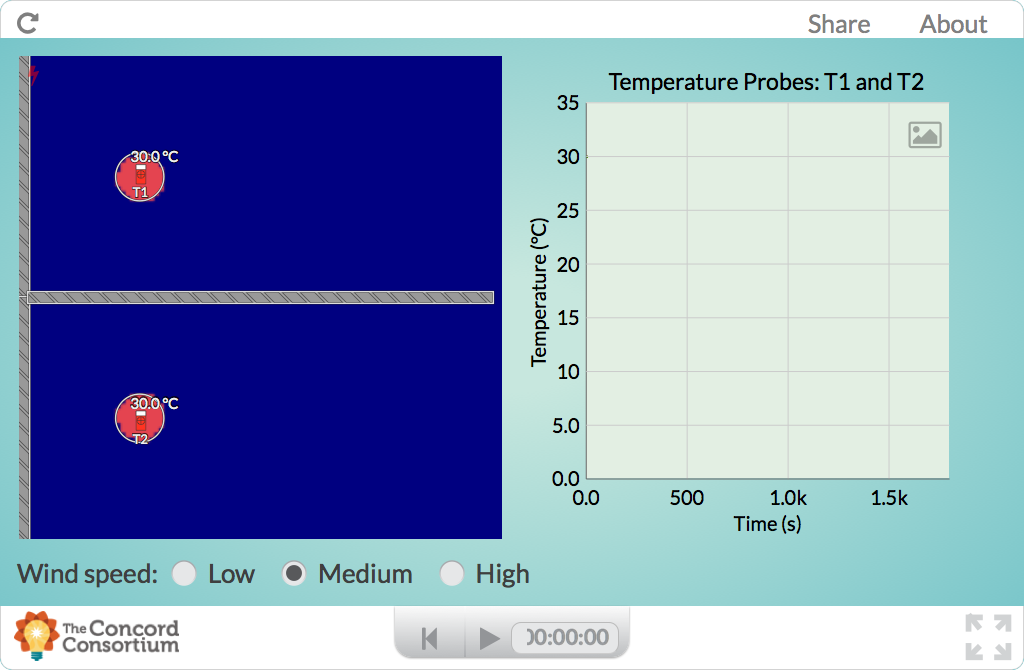 Share About
30.0 °C
T1
30.0 °C
T2
Temperature Probes: T1 and T2
35
30
25
20
15
10
5.0
0.0
Temperature (°C)
0.0 500 1.0k 1.5k
Time (s)
Wind speed: Low Medium High
The Concord
Consortium
00:00:00